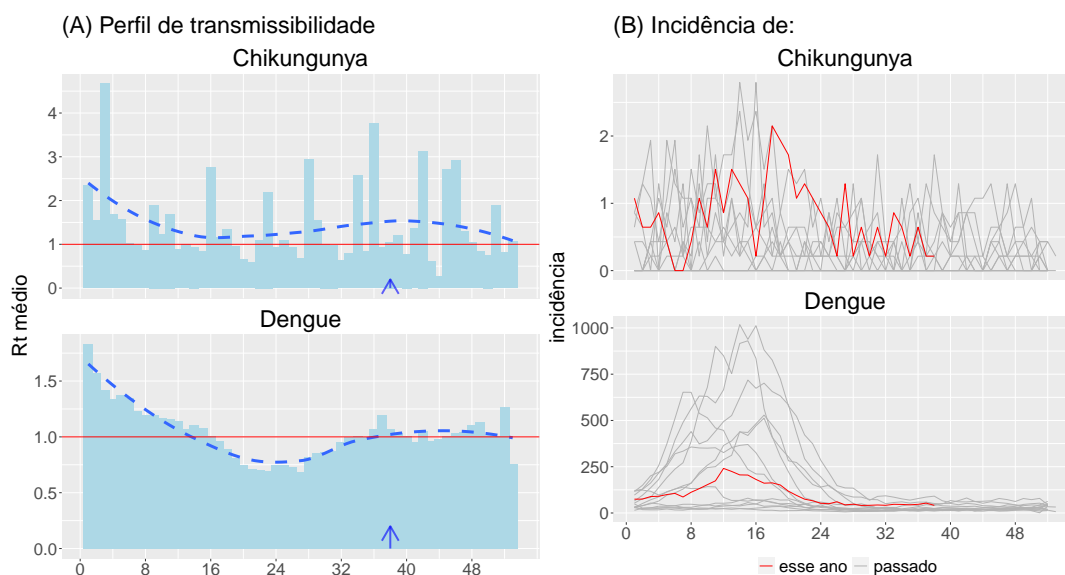 (A) Perfil de transmissibilidade
Chikungunya
4
3
2
1
0
Dengue
1.5
1.0
0.5
0.0
0 8 16 24 32 40 48
Rt médio
(B) Incidência de:
Chikungunya
2
1
0
Dengue
1000
750
500
250
0
0 8 16 24 32 40 48
incidência
esse ano passado